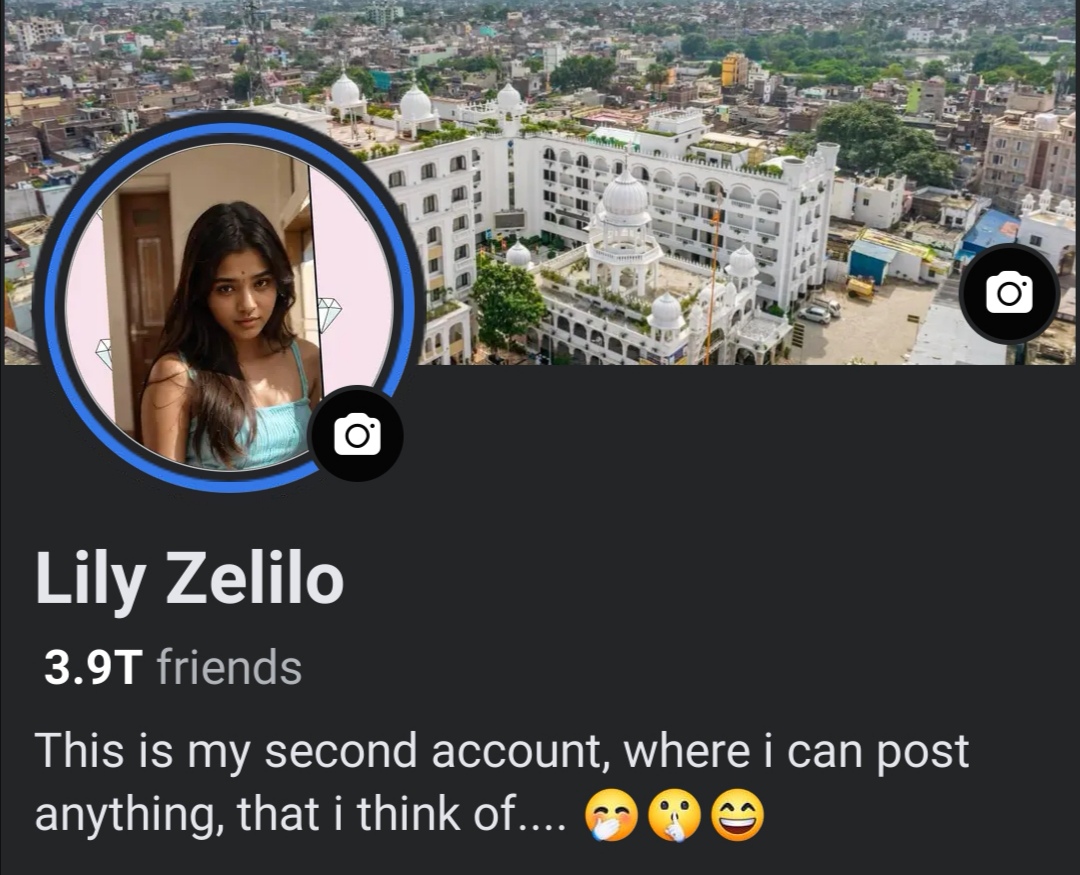 Lily Zelilo
3.9T friends
This is my second account, where i can post
anything, that i think of.... 🤭🤫😄